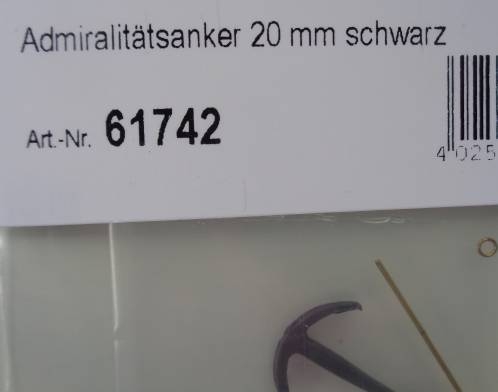 Admiralitätsanker 20 mm schwarz
Art.-Nr. 61742
4 025